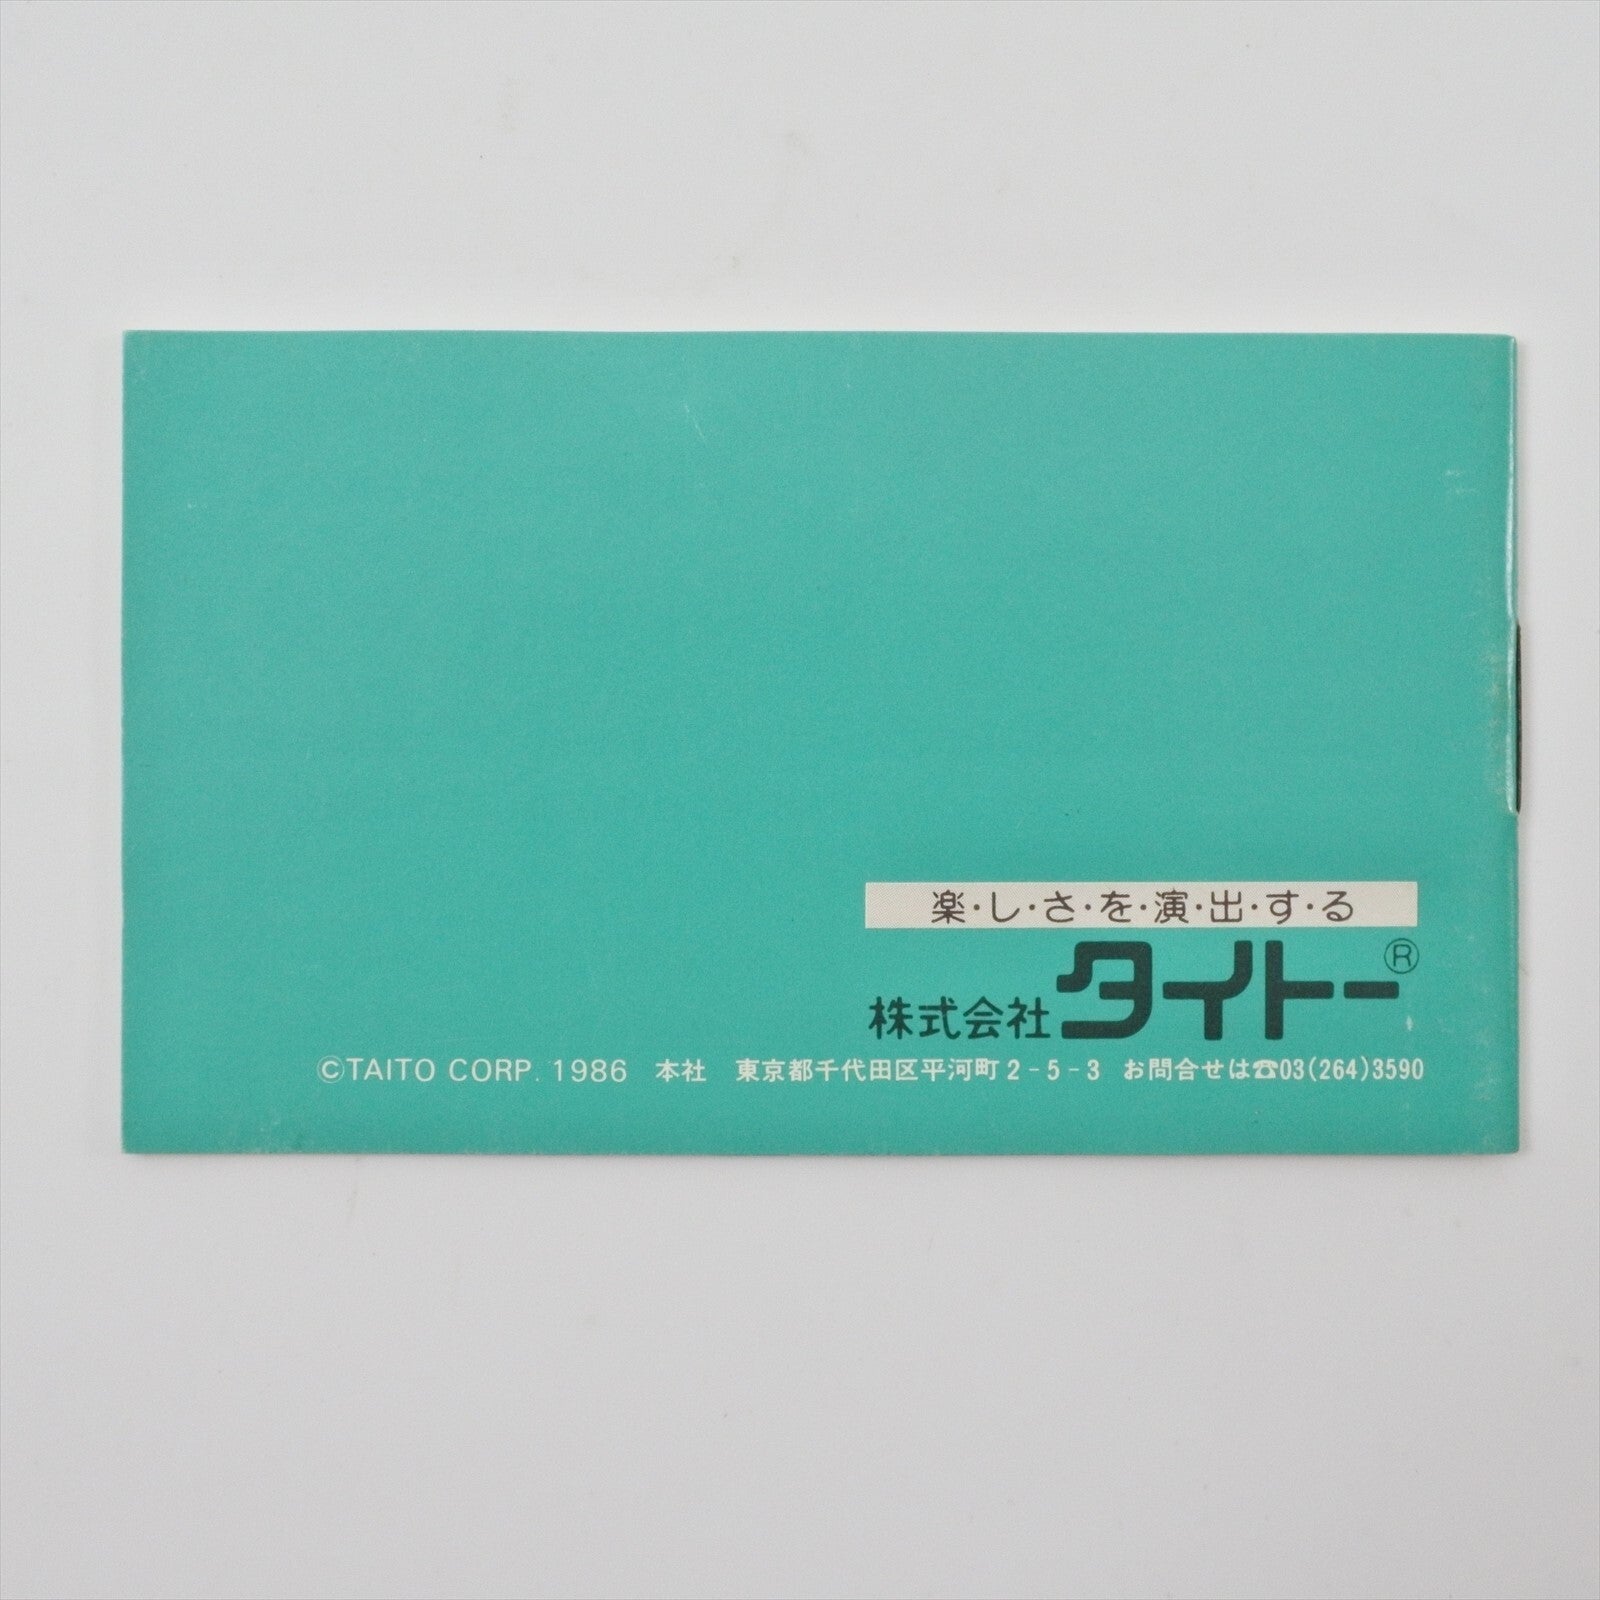 楽・し・さ・を・演・出・す・る
株式会社タイトー®
©TAITO CORP. 1986 本社 東京都千代田区平河町2-5-3 お問合せは☎03(264)3590